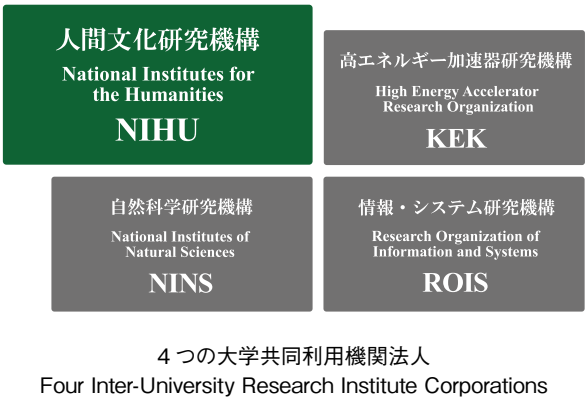 人間文化研究機構
National Institutes for
the Humanities
NIHU
高エネルギー加速器研究機構
High Energy Accelerator
Research Organization
KEK
自然科学研究機構
National Institutes of
Natural Sciences
NINS
情報・システム研究機構
Research Organization of
Information and Systems
ROIS
4つの大学共同利用機関法人
Four Inter-University Research Institute Corporations